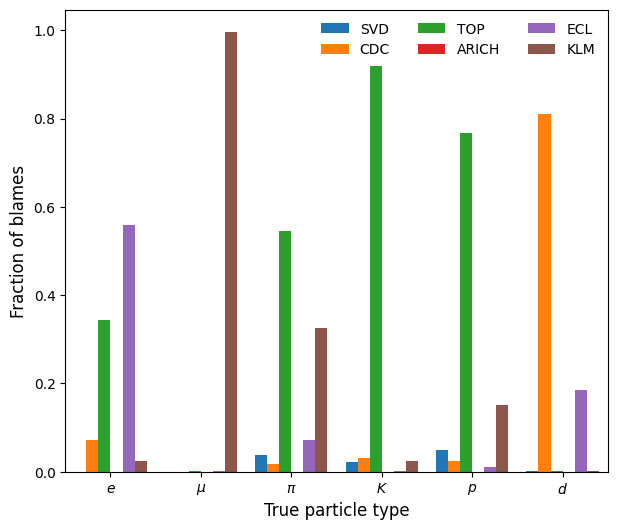 SVD TOP ECL
CDC ARICH KLM
1.0
0.8
0.6
0.4
0.2
0.0
Fraction of blames
e μ π K p d
True particle type